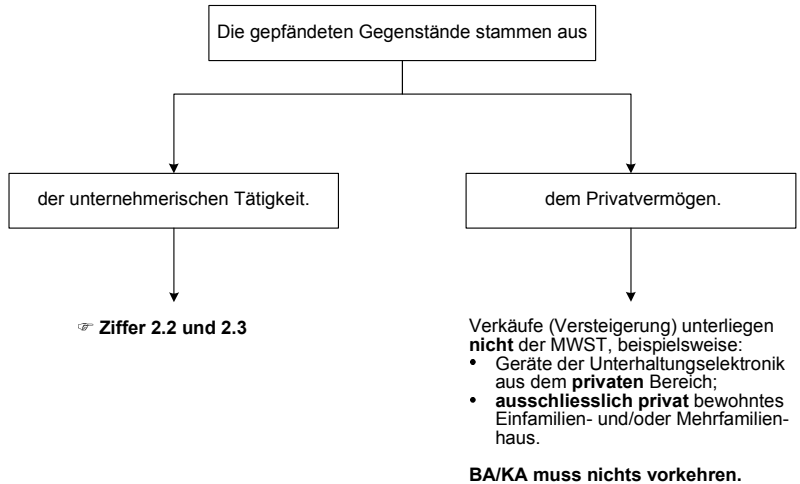 Die gepfändeten Gegenstände stammen aus
der unternehmerischen Tätigkeit.
dem Privatvermögen.
☞ Ziffer 2.2 und 2.3
Verkäufe (Versteigerung) unterliegen
nicht der MWST, beispielsweise:
• Geräte der Unterhaltungselektronik
aus dem privaten Bereich;
• ausschliesslich privat bewohntes
Einfamilien- und/oder Mehrfamilien-
haus.
BA/KA muss nichts vorkehren.